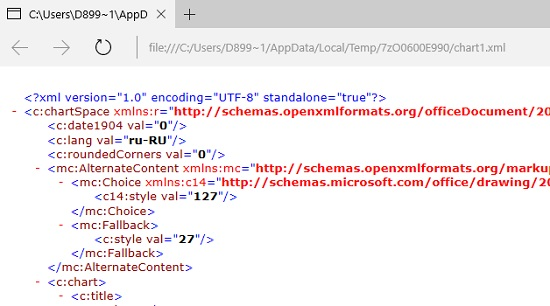 C:\Users\D899~1\AppD
file:///C:/Users/D899~1/AppData/Local/Temp/7zO0600E990/chart1.xml
<?xml version="1.0" encoding="UTF-8" standalone="true"?>
- <c:chartSpace xmlns:r="http://schemas.openxmlformats.org/officeDocument/20
<c:date1904 val="0"/>
<c:lang val="ru-RU"/>
<c:roundedCorners val="0"/>
- <mc:AlternateContent xmlns:mc="http://schemas.openxmlformats.org/markup
- <mc:Choice xmlns:c14="http://schemas.microsoft.com/office/drawing/20
<c14:style val="127"/>
</mc:Choice>
- <mc:Fallback>
<c:style val="27"/>
</mc:Fallback>
</mc:AlternateContent>
- <c:chart>
- <c:title>